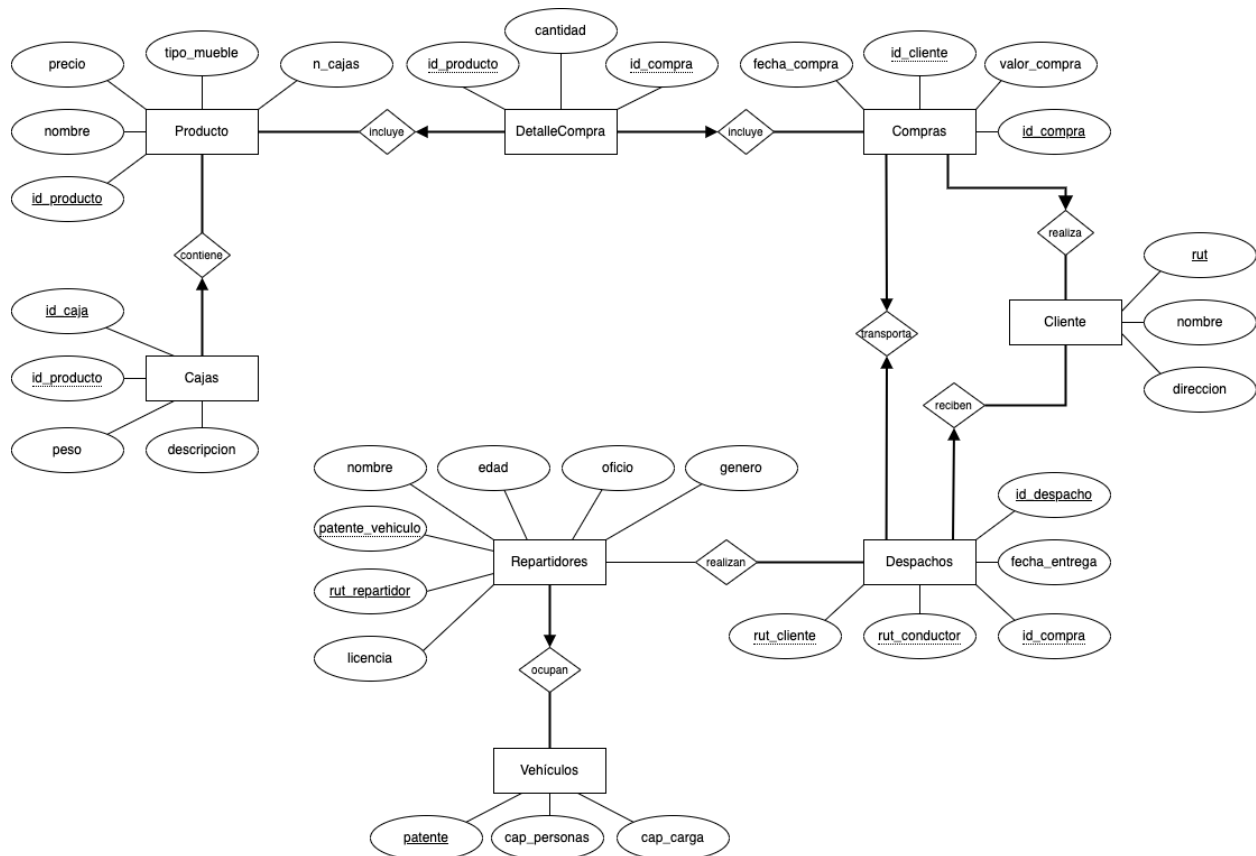 cantidad
tipo_mueble
id_cliente
precio
n_cajas
id_producto
id_compra
fecha_compra
valor_compra
nombre
Producto
incluye
DetalleCompra
incluye
Compras
id_compra
id_producto
contiene
realiza
rut
id_caja
Cliente
nombre
transporta
id_producto
Cajas
direccion
reciben
peso
descripcion
nombre
edad
oficio
genero
id_despacho
patente_vehiculo
Repartidores
realizan
Despachos
fecha_entrega
rut_repartidor
rut_cliente
rut_conductor
id_compra
licencia
ocupan
Vehículos
patente
cap_personas
cap_carga